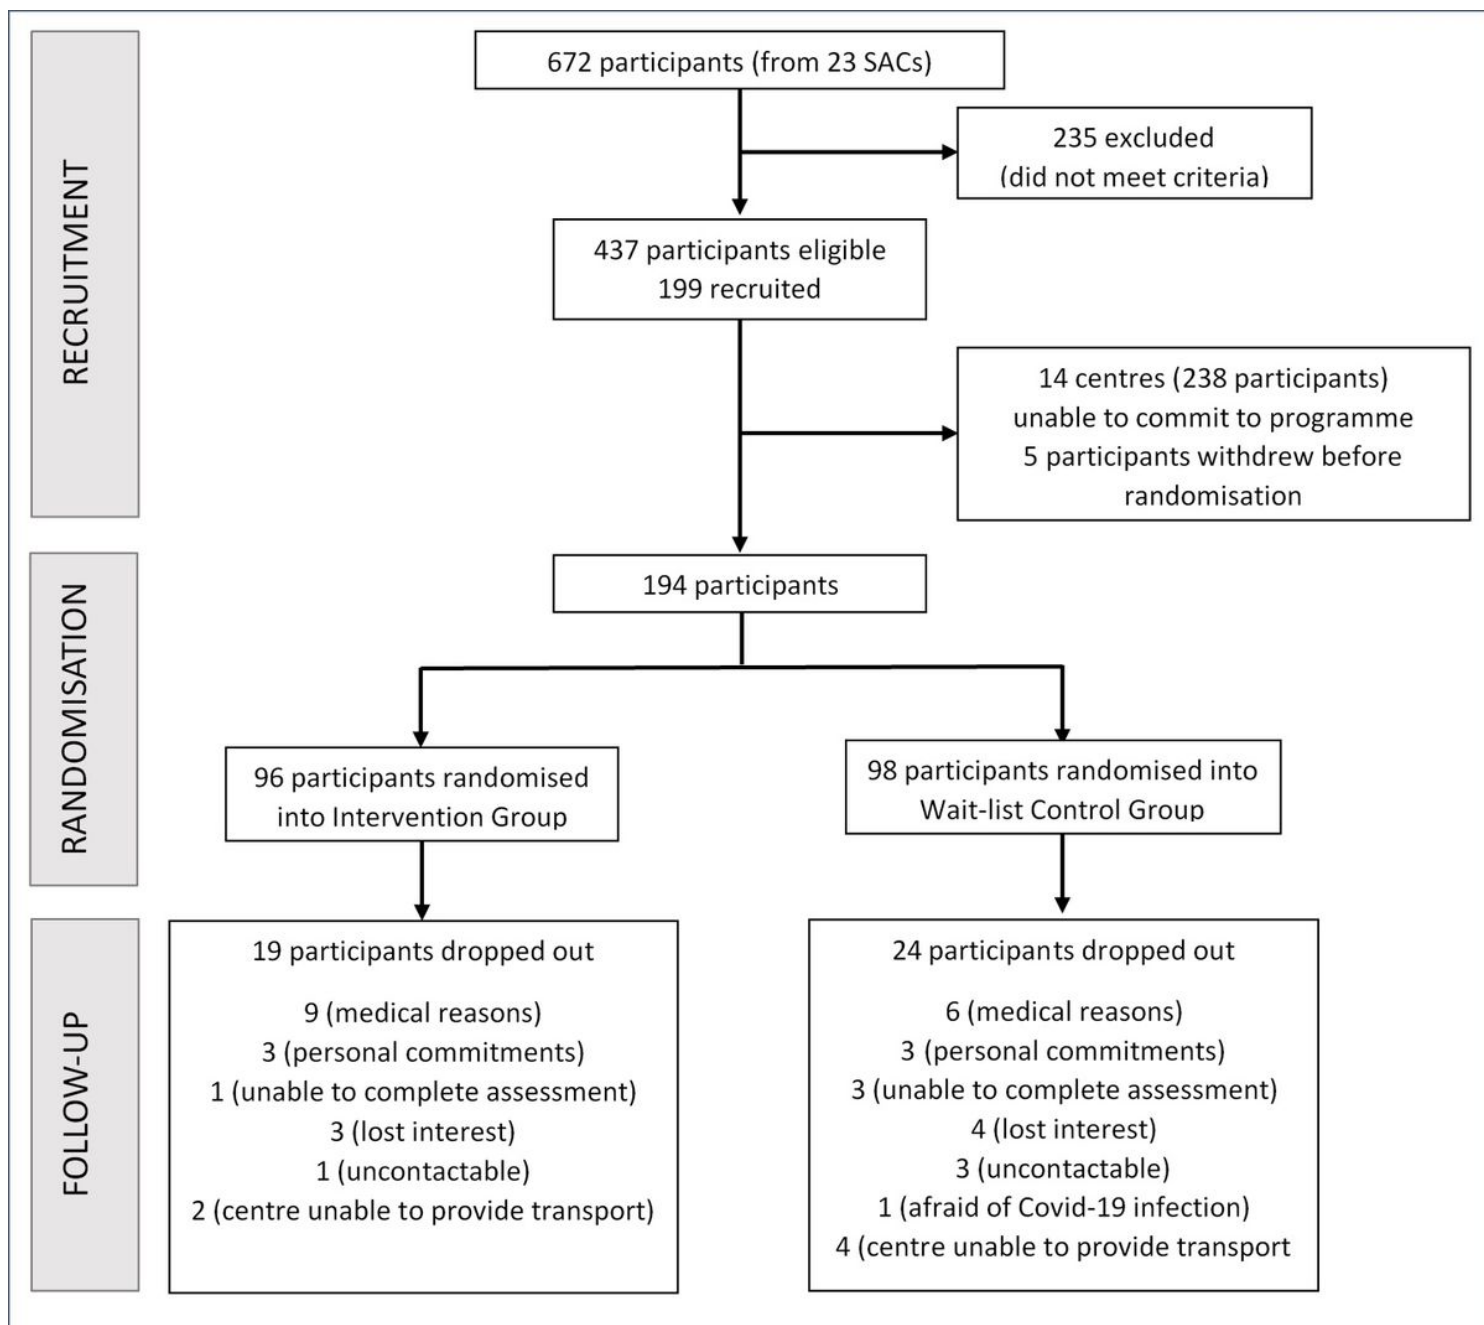 RECRUITMENT
672 participants (from 23 SACs)
235 excluded
(did not meet criteria)
437 participants eligible
199 recruited
14 centres (238 participants)
unable to commit to programme
5 participants withdrew before
randomisation
RANDOMISATION
194 participants
96 participants randomised
into Intervention Group
98 participants randomised into
Wait-list Control Group
FOLLOW-UP
19 participants dropped out
9 (medical reasons)
3 (personal commitments)
1 (unable to complete assessment)
3 (lost interest)
1 (uncontactable)
2 (centre unable to provide transport)
24 participants dropped out
6 (medical reasons)
3 (personal commitments)
3 (unable to complete assessment)
4 (lost interest)
3 (uncontactable)
1 (afraid of Covid-19 infection)
4 (centre unable to provide transport